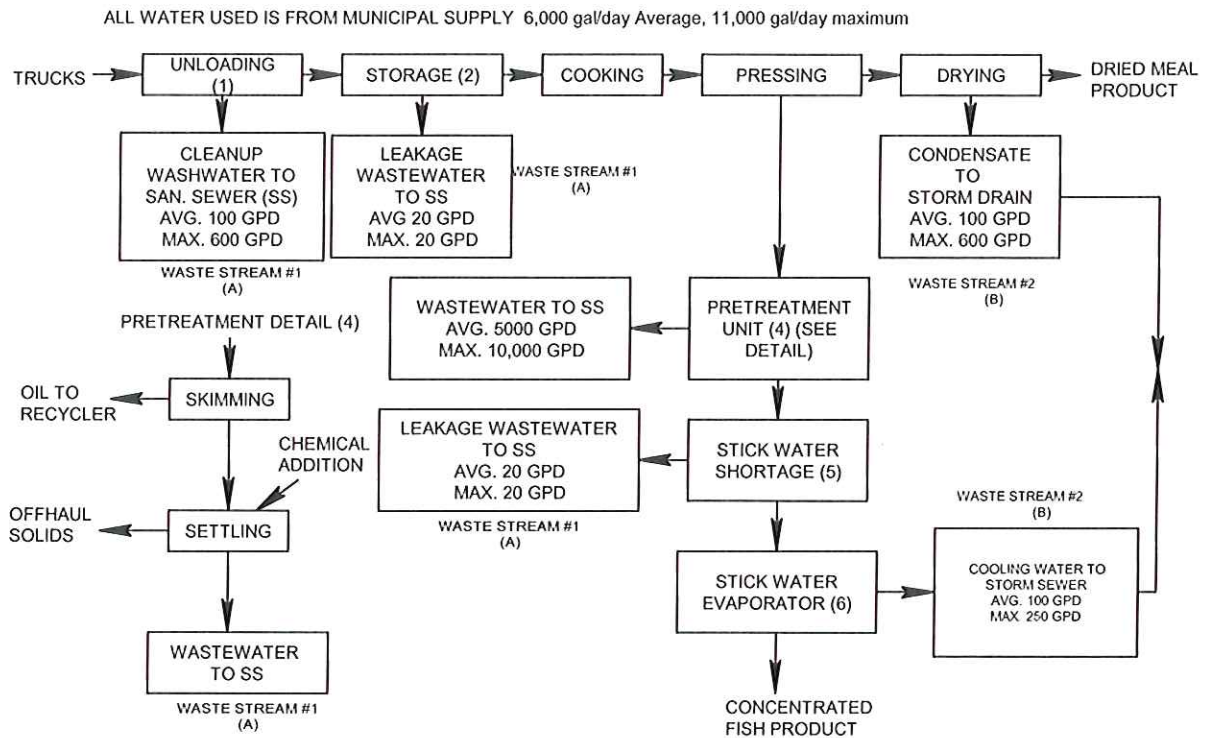 ALL WATER USED IS FROM MUNICIPAL SUPPLY 6,000 gal/day Average, 11,000 gal/day maximum
TRUCKS
UNLOADING
(1)
STORAGE (2)
COOKING
PRESSING
DRYING
DRIED MEAL
PRODUCT
CLEANUP
WASHWATER TO
SAN. SEWER (SS)
AVG. 100 GPD
MAX. 600 GPD
WASTE STREAM #1
(A)
LEAKAGE
WASTEWATER
TO SS
AVG 20 GPD
MAX. 20 GPD
WASTE STREAM #1
(A)
CONDENSATE
TO
STORM DRAIN
AVG. 100 GPD
MAX. 600 GPD
WASTE STREAM #2
(B)
WASTEWATER TO SS
AVG. 5000 GPD
MAX. 10,000 GPD
PRETREATMENT
UNIT (4) (SEE
DETAIL)
PRETREATMENT DETAIL (4)
OIL TO
RECYCLER
SKIMMING
CHEMICAL
ADDITION
OFFHAUL
SOLIDS
SETTLING
WASTEWATER
TO SS
WASTE STREAM #1
(A)
LEAKAGE WASTEWATER
TO SS
AVG. 20 GPD
MAX. 20 GPD
WASTE STREAM #1
(A)
STICK WATER
SHORTAGE (5)
STICK WATER
EVAPORATOR (6)
WASTE STREAM #2
(B)
COOLING WATER TO
STORM SEWER
AVG. 100 GPD
MAX. 250 GPD
CONCENTRATED
FISH PRODUCT